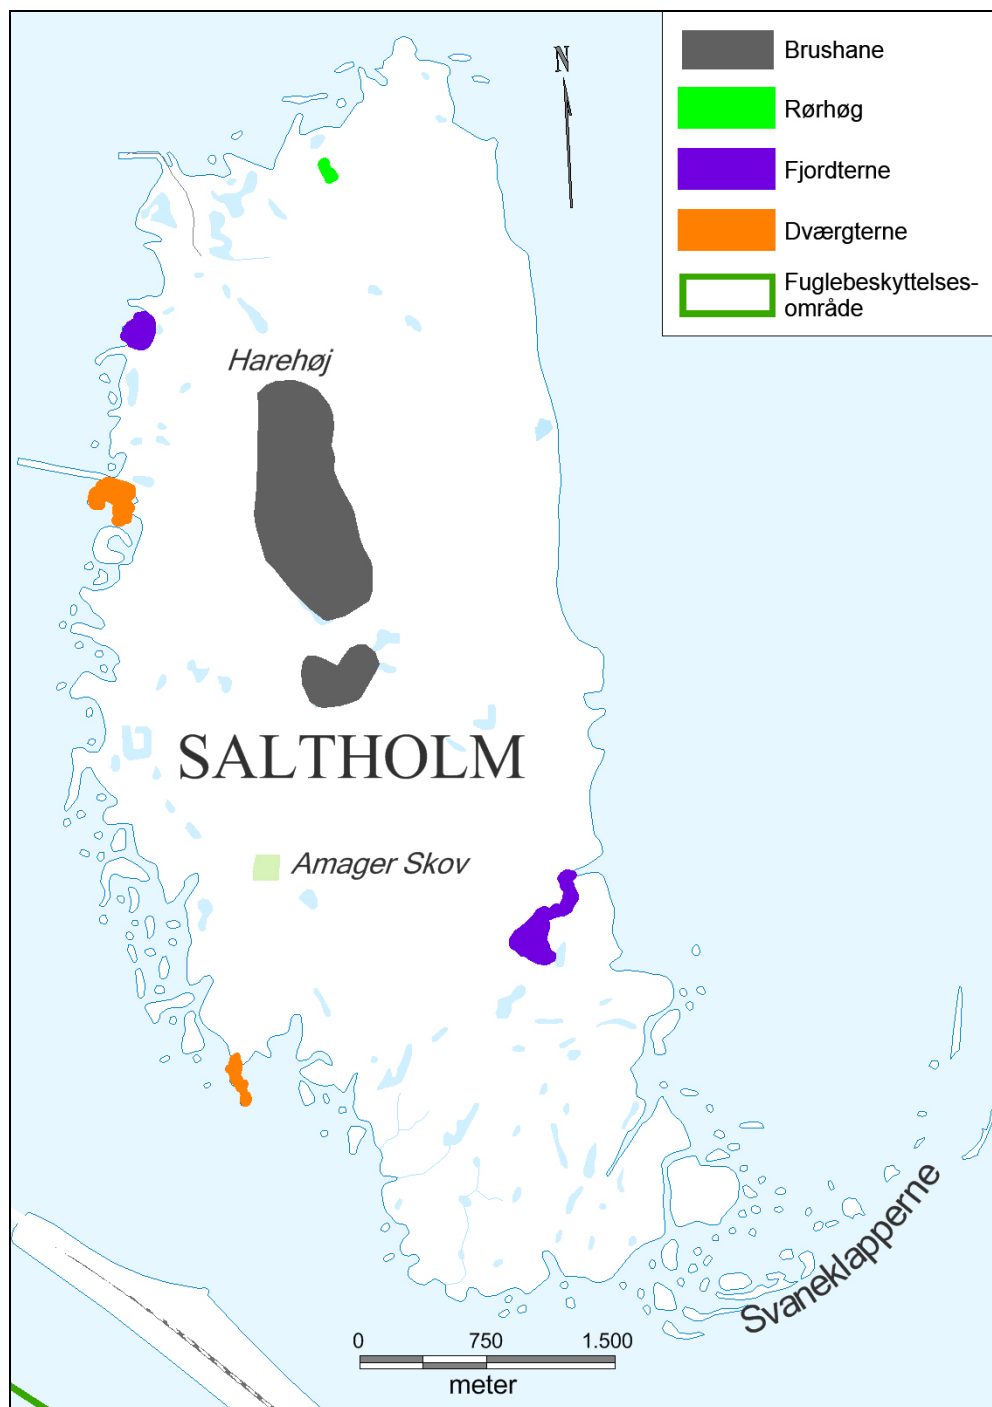 N
Brushane
Rørhøg
Fjordterne
Dværgterne
Fuglebeskyttelses-
område
Harehøj
SALTHOLM
Amager Skov
Svaneklapperne
0 750 1.500
meter